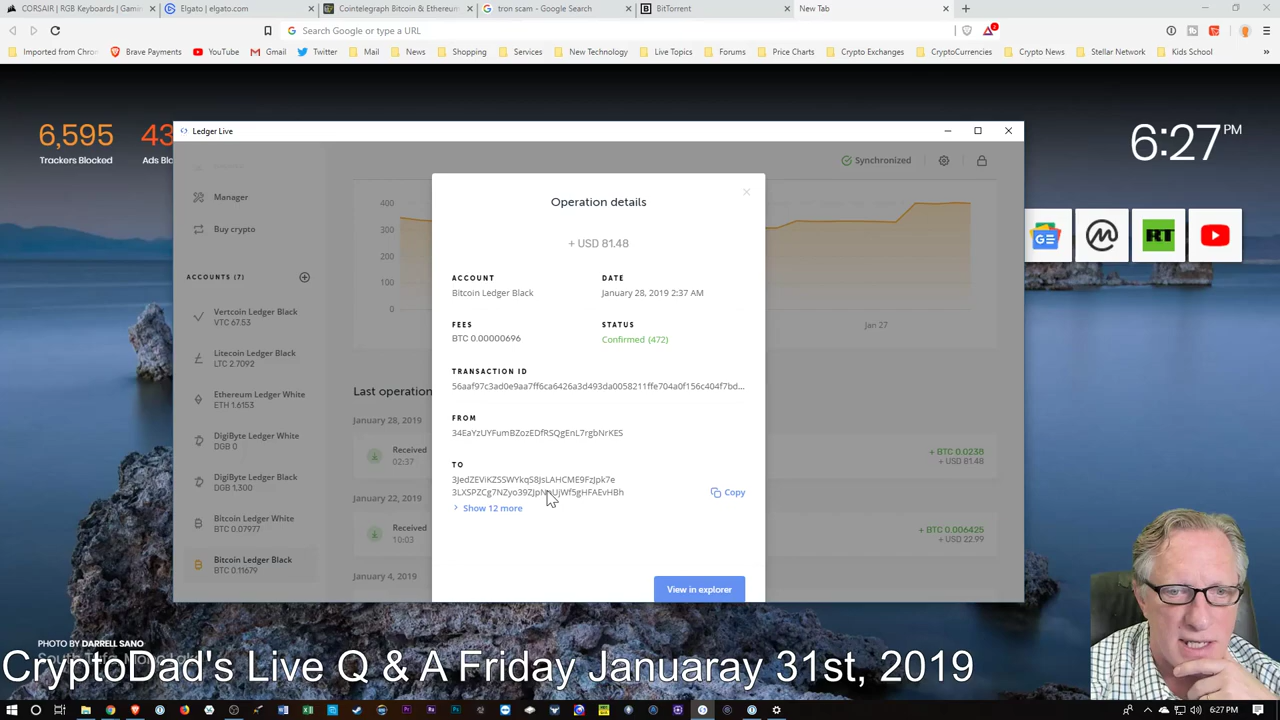 CORSAIR | RGB Keyboards | Gami
Elgato | elgato.com
Cointelegraph Bitcoin & Ethereum
tron scam - Google Search
BitTorrent
New Tab
Search Google or type a URL
Imported from Chrom
Brave Payments
YouTube
Gmail
Twitter
Mail
News
Shopping
Services
New Technology
Live Topics
Forums
Price Charts
Crypto Exchanges
CryptoCurrencies
Crypto News
Stellar Network
Kids School
6,595
43
Trackers Blocked
Ads Blc
6:27 PM
Ledger Live
Synchronized
Manager
Buy crypto
ACCOUNTS (7)
Vertcoin Ledger Black
VTC 67.53
Litecoin Ledger Black
LTC 2.7092
Ethereum Ledger White
ETH 1.6153
DigiByte Ledger White
DGB 0
DigiByte Ledger Black
DGB 1,300
Bitcoin Ledger White
BTC 0.07977
Bitcoin Ledger Black
BTC 0.11679
400
300
200
100
0
Jan 27
Last operation
January 28, 2019
Received
02:37
+ BTC 0.0238
+ USD 81.48
January 22, 2019
Received
10:03
+ BTC 0.006425
+ USD 22.99
January 4, 2019
Operation details
+ USD 81.48
ACCOUNT
Bitcoin Ledger Black
DATE
January 28, 2019 2:37 AM
FEES
BTC 0.00000696
STATUS
Confirmed (472)
TRANSACTION ID
56aaf97c3ad0e9aa7ff6ca6426a3d493da0058211ffe704a0f156c404f7bd...
FROM
34EaYzUYFumBZozEDfRSQgEnL7rgbNrKES
TO
3JedZEViKZSSWYkqS8JsLAHCME9FzJpk7e
Copy
Show 12 more
View in explorer
GE
RT
PHOTO BY DARRELL SANO
CryptoDad's Live Q & A Friday Januaray 31st, 2019
6:27 PM